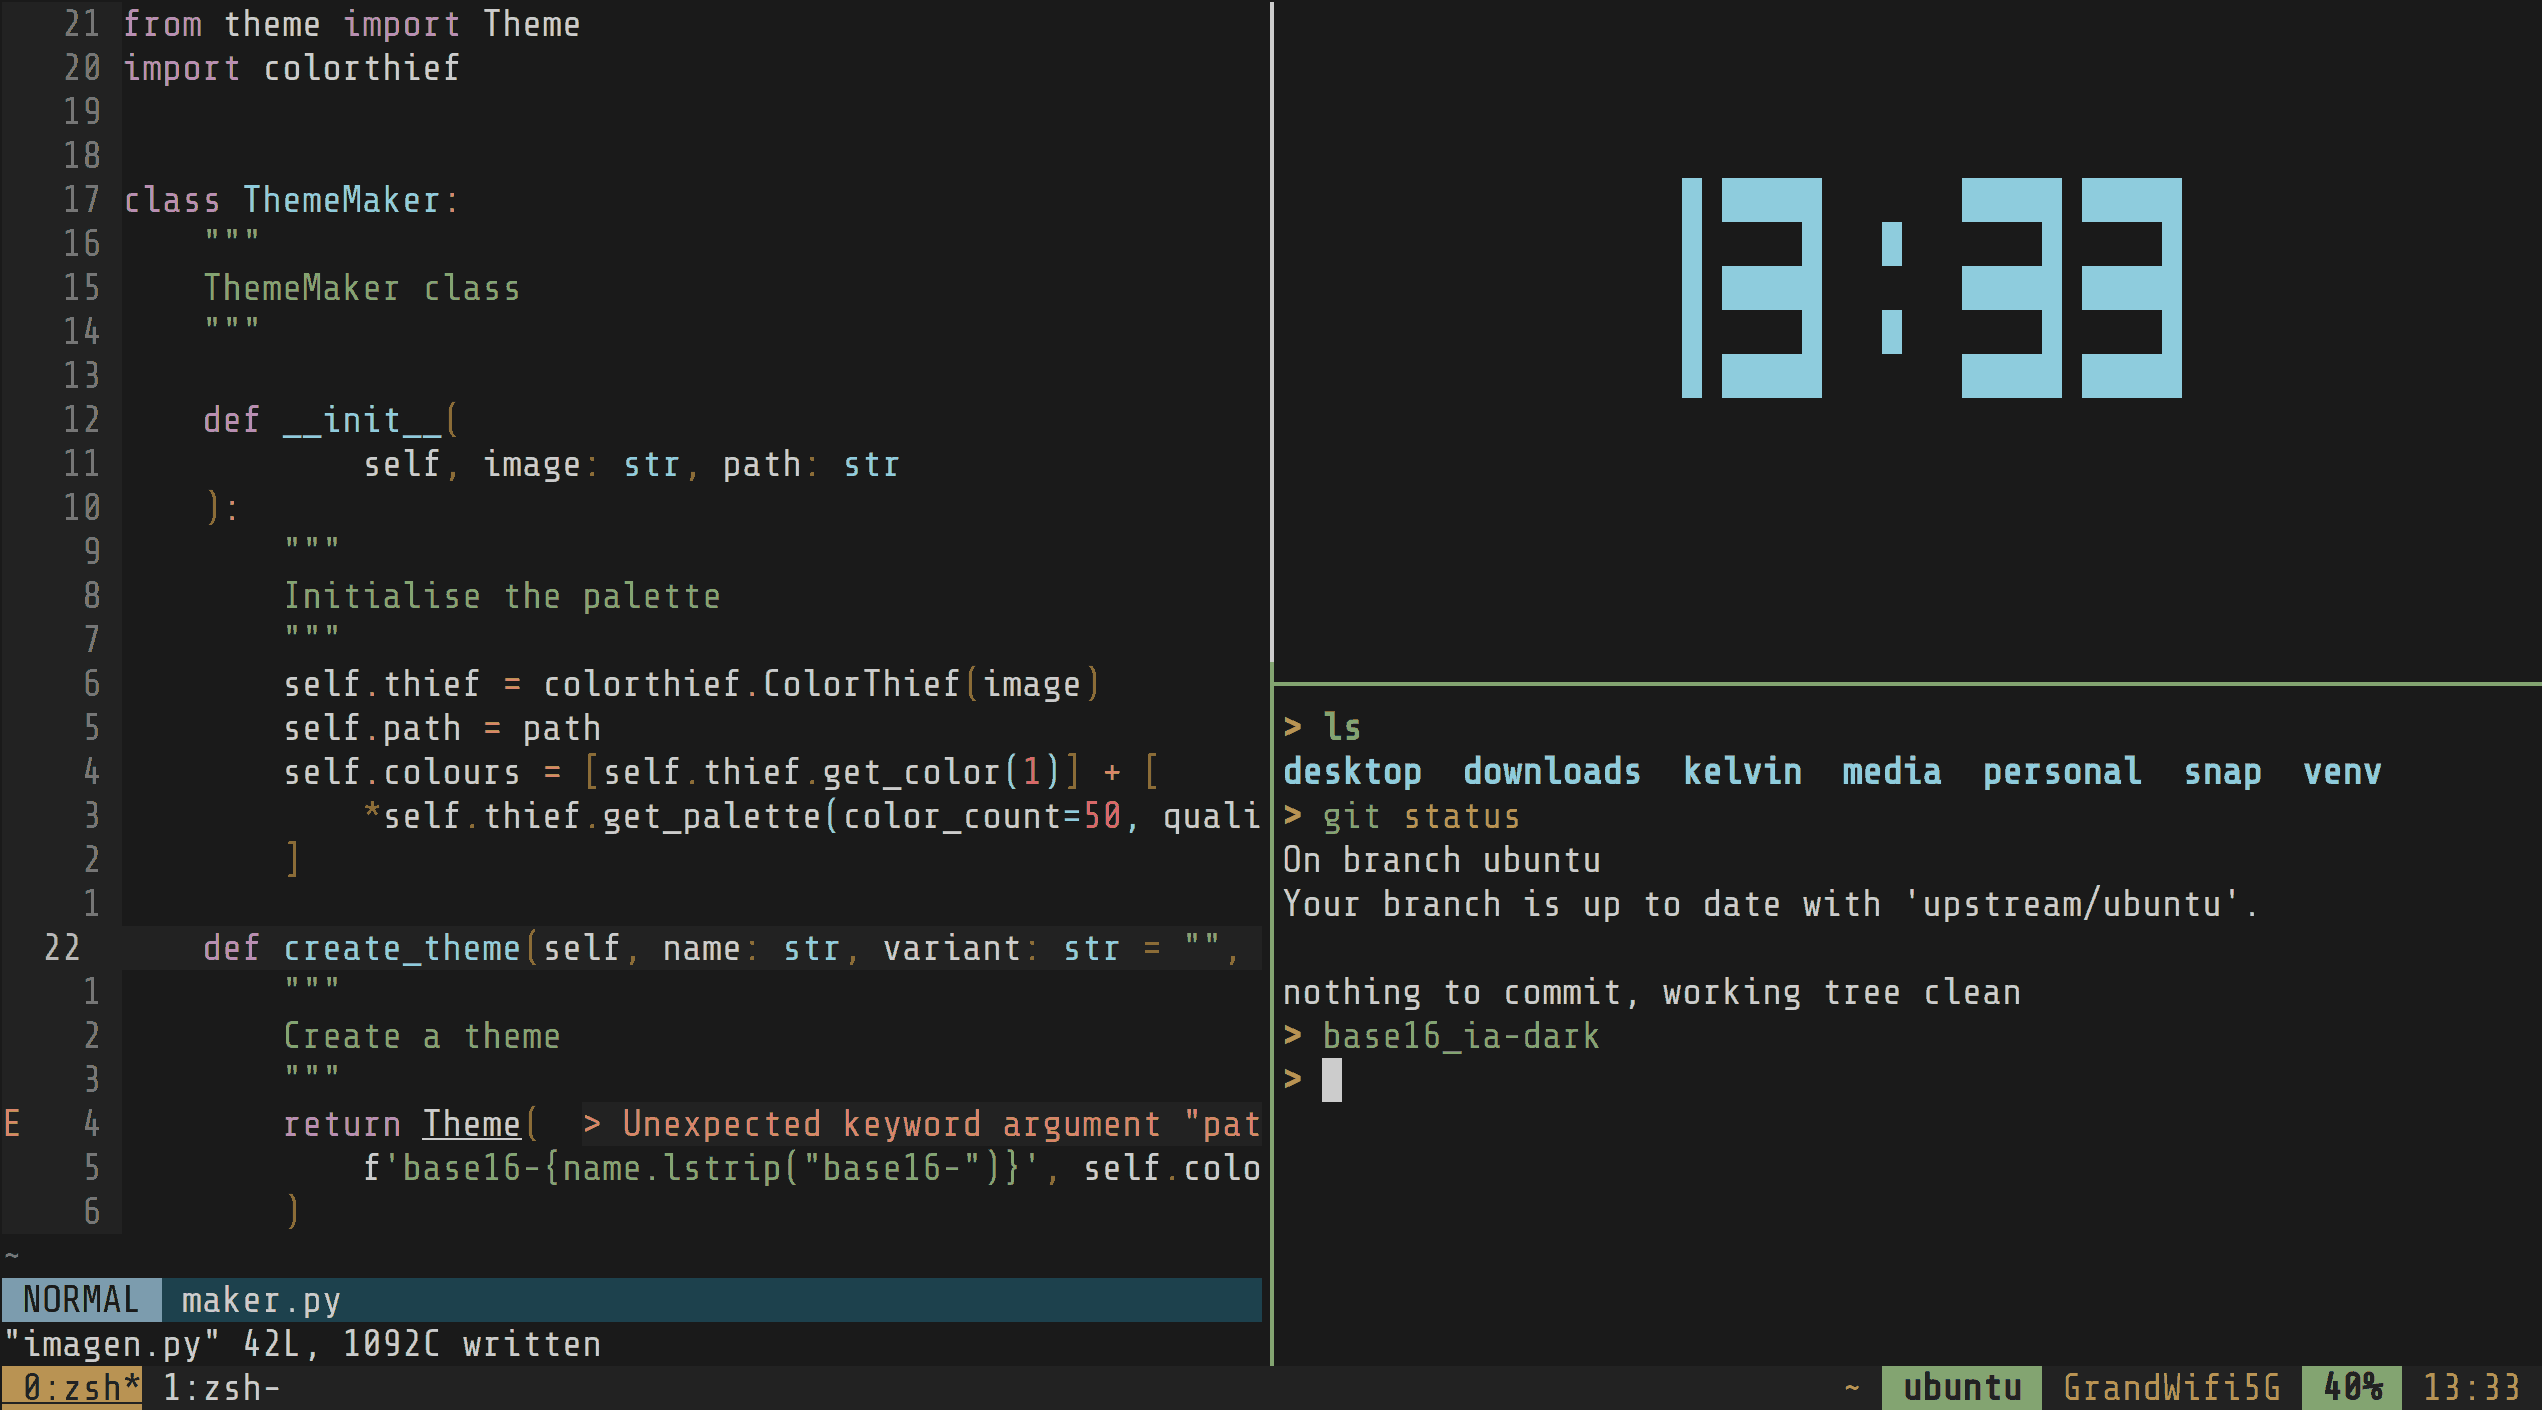 21 from theme import Theme
20 import colorthief
19
18
17 class ThemeMaker:
16     """
15     ThemeMaker class
14     """
13
12     def __init__(
11             self, image: str, path: str
10     ):
9         """
8         Initialise the palette
7         """
6         self.thief = colorthief.ColorThief(image)
5         self.path = path
4         self.colours = [self.thief.get_color(1)] + [
3             *self.thief.get_palette(color_count=50, quali
2         ]
1
22     def create_theme(self, name: str, variant: str = "",
1         """
2         Create a theme
3         """
E 4         return Theme(  > Unexpected keyword argument "pat
5             f'base16-{name.lstrip("base16-")}', self.colo
6         )
~
NORMAL maker.py
"imagen.py" 42L, 1092C written
13:33
> ls
desktop downloads kelvin media personal snap venv
> git status
On branch ubuntu
Your branch is up to date with 'upstream/ubuntu'.
nothing to commit, working tree clean
> base16_ia-dark
>
0:zsh* 1:zsh- ~ ubuntu GrandWifi5G 40% 13:33